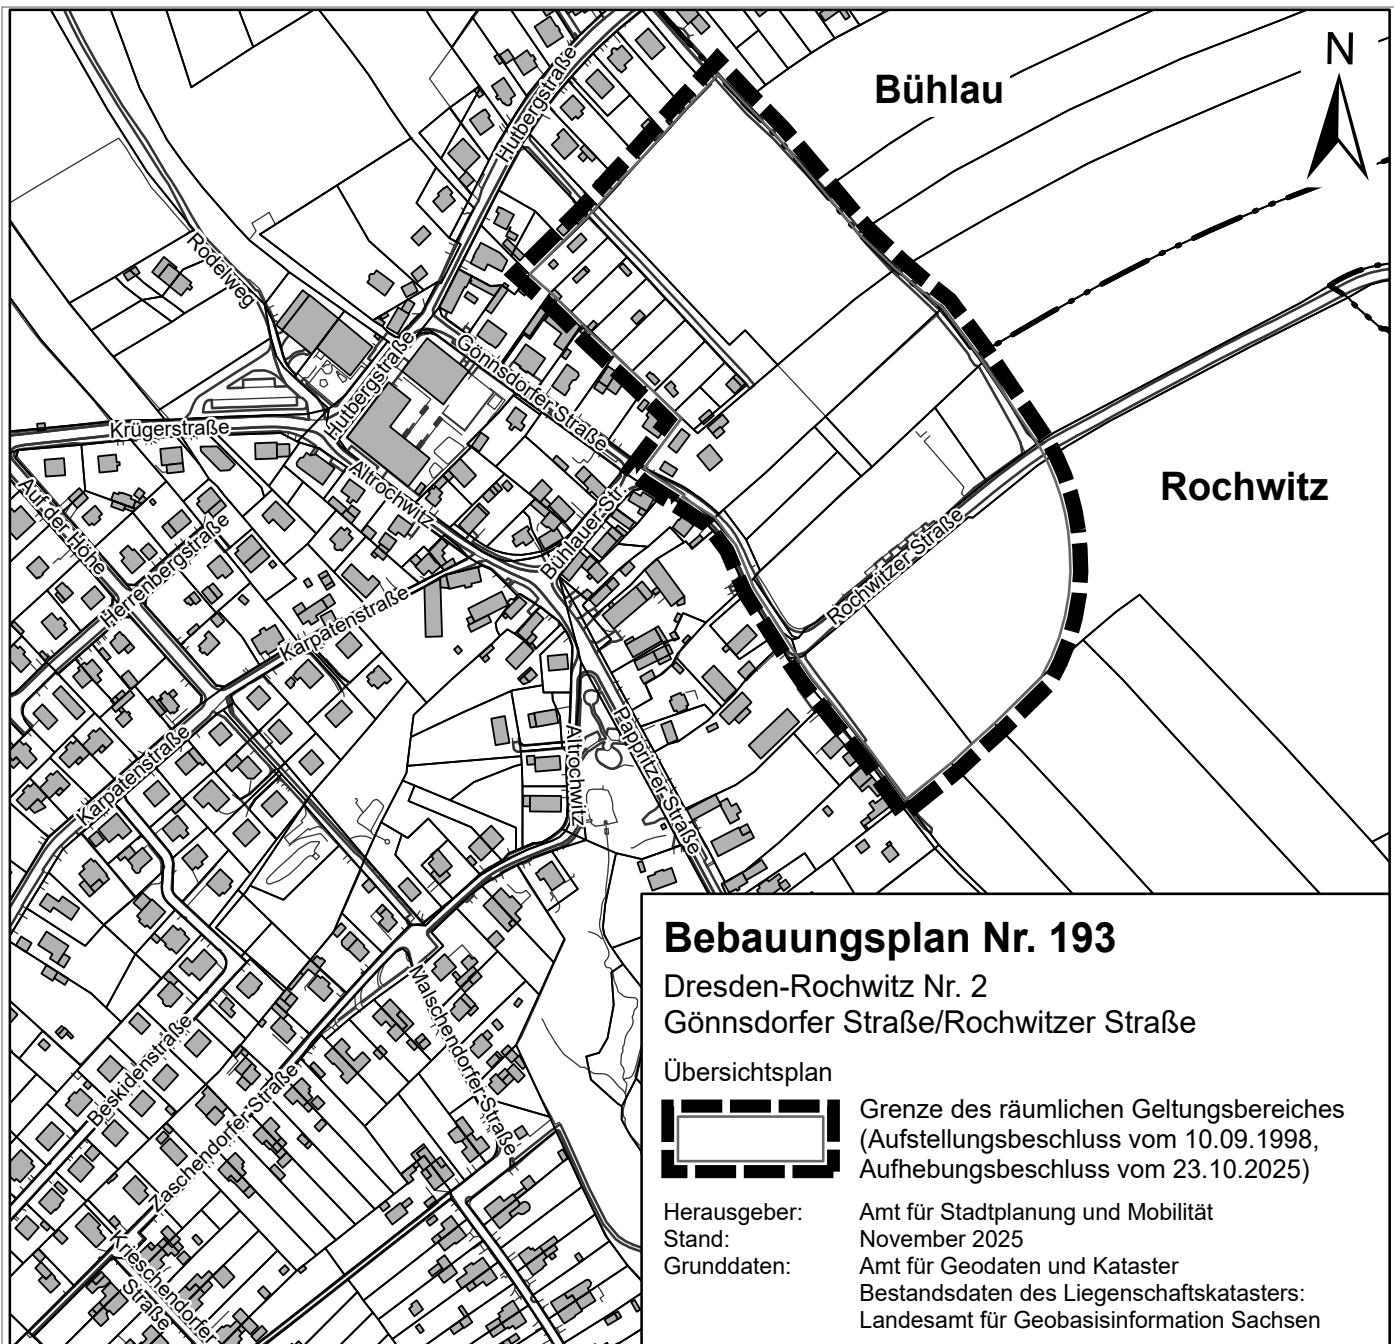 N
Bühlau
Hutbergstraße
Rodelweg
Hutbergstraße
Gönnsdorfer Straße
Krügerstraße
Altrochwitz
Bühlauer Str.
Auf der Höhe
Herrenbergstraße
Karpatenstraße
Rochwitz
Rochwitzer Straße
Karpatenstraße
Altrochwitz
Pappritzer Straße
Malschendorfer Straße
Beskidenstraße
Zaschendorfer Straße
Krieschendorfer
Straße
Bebauungsplan Nr. 193
Dresden-Rochwitz Nr. 2
Gönnsdorfer Straße/Rochwitzer Straße
Übersichtsplan
Grenze des räumlichen Geltungsbereiches
(Aufstellungsbeschluss vom 10.09.1998,
Aufhebungsbeschluss vom 23.10.2025)
Herausgeber: Amt für Stadtplanung und Mobilität
Stand: November 2025
Grunddaten: Amt für Geodaten und Kataster
Bestandsdaten des Liegenschaftskatasters:
Landesamt für Geobasisinformation Sachsen